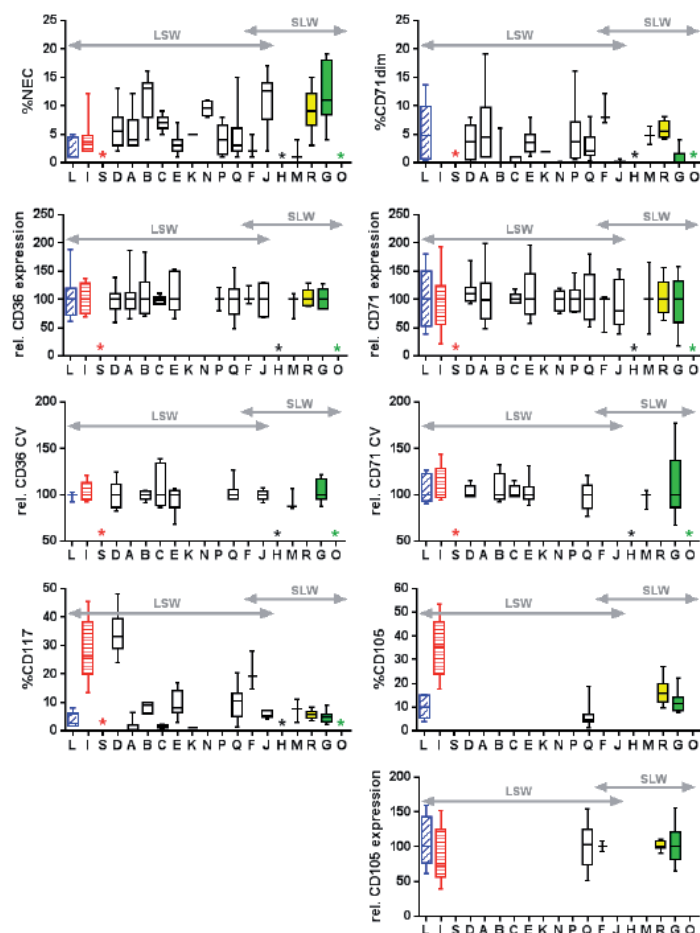 LSW
SLW
%NEC
25
20
15
10
5
0
L I S D A B C E K N P Q F J H M R G O
* * *
LSW
SLW
%CD71dim
25
20
15
10
5
0
L I S D A B C E K N P Q F J H M R G O
* * *
LSW
SLW
rel. CD36 expression
250
200
150
100
50
0
L I S D A B C E K N P Q F J H M R G O
* * *
LSW
SLW
rel. CD71 expression
250
200
150
100
50
0
L I S D A B C E K N P Q F J H M R G O
* * *
LSW
SLW
rel. CD36 CV
200
150
100
50
L I S D A B C E K N P Q F J H M R G O
* * *
LSW
SLW
rel. CD71 CV
200
150
100
50
L I S D A B C E K N P Q F J H M R G O
* * *
LSW
SLW
%CD117
50
40
30
20
10
0
L I S D A B C E K N P Q F J H M R G O
* * *
LSW
SLW
%CD105
60
50
40
30
20
10
0
L I S D A B C E K N P Q F J H M R G O
LSW
SLW
rel. CD105 expression
200
150
100
50
0
L I S D A B C E K N P Q F J H M R G O